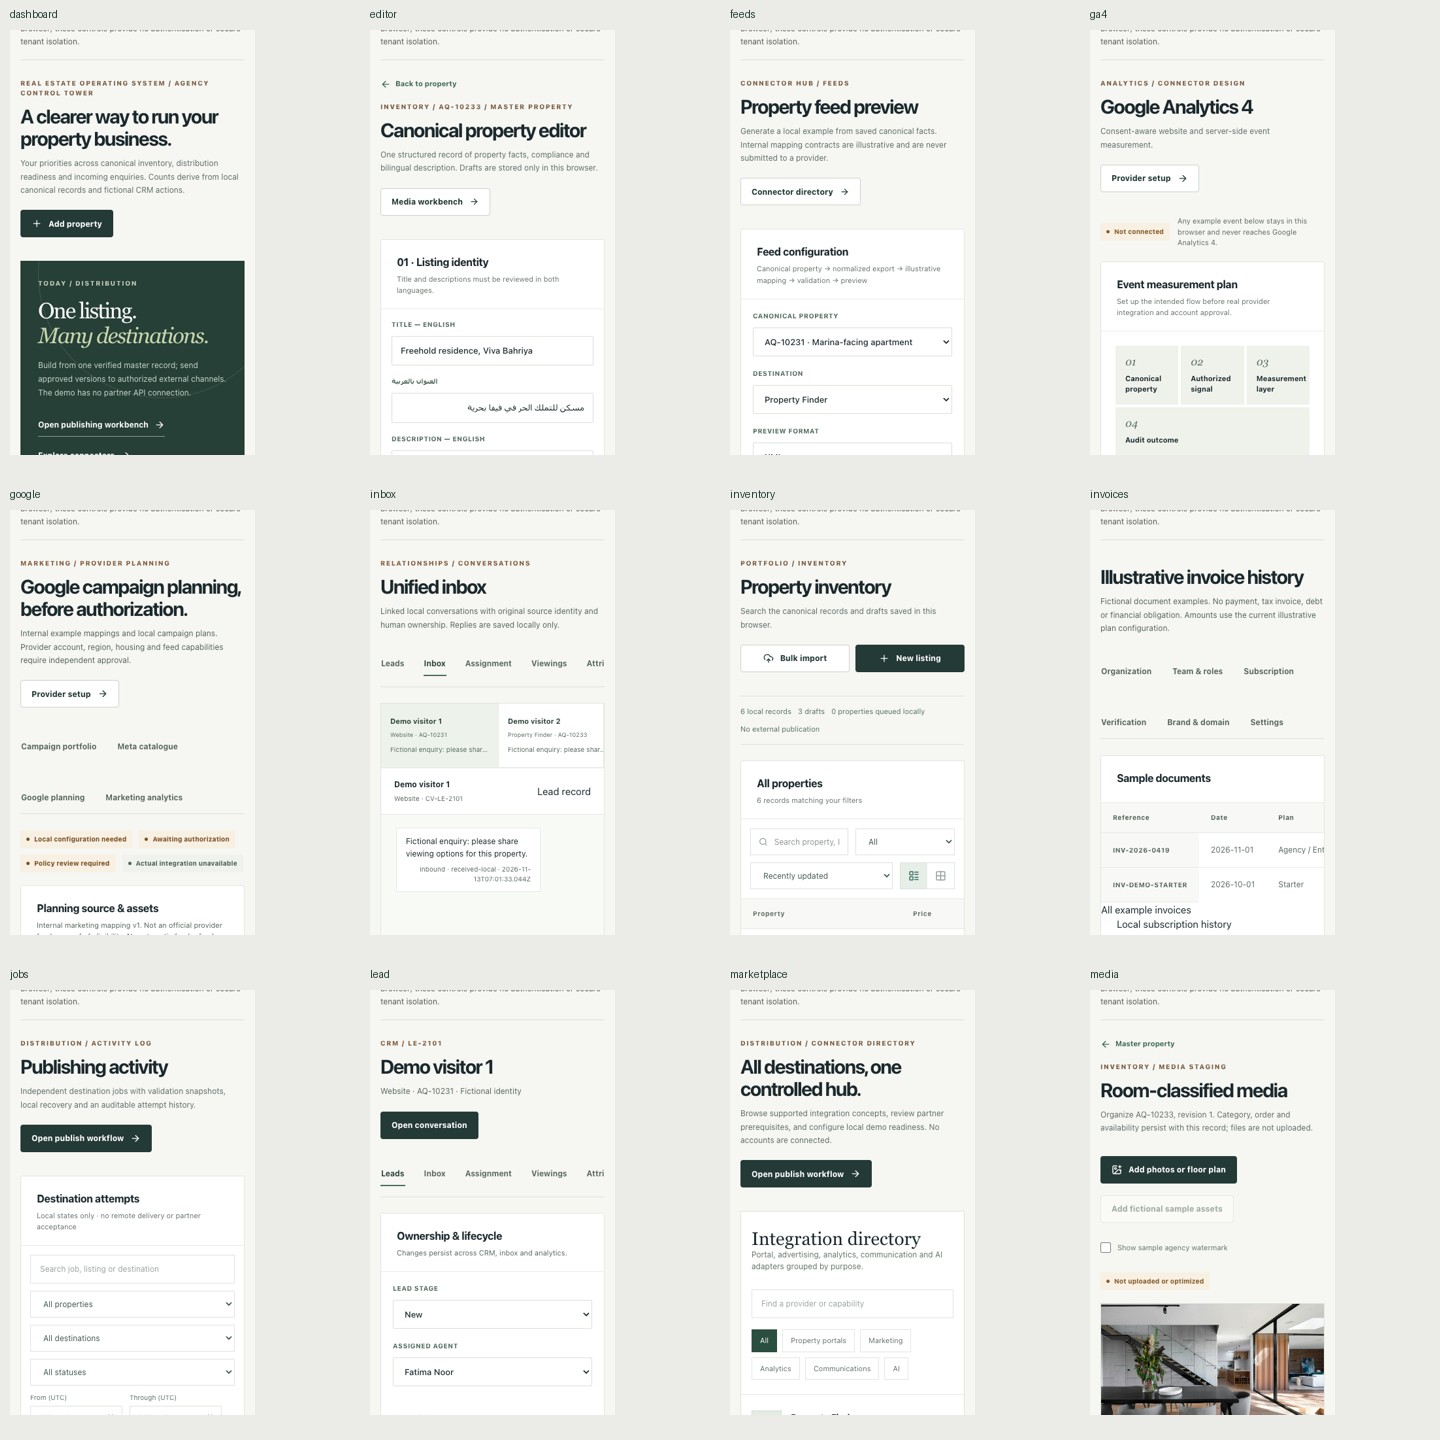 dashboard
tenant isolation.
REAL ESTATE OPERATING SYSTEM / AGENCY
CONTROL TOWER
A clearer way to run your
property business.
Your priorities across canonical inventory, distribution
readiness and incoming enquiries. Counts derive from local
canonical records and fictional CRM actions.
+ Add property
TODAY / DISTRIBUTION
One listing.
Many destinations.
Build from one verified master record; send
approved versions to authorized external channels.
The demo has no partner API connection.
Open publishing workbench →
editor
tenant isolation.
← Back to property
INVENTORY / AQ-10233 / MASTER PROPERTY
Canonical property editor
One structured record of property facts, compliance and
bilingual description. Drafts are stored only in this browser.
Media workbench →
01 · Listing identity
Title and descriptions must be reviewed in both
languages.
TITLE — ENGLISH
Freehold residence, Viva Bahriya
العنوان بالعربية
مسكن للتملك الحر في فيفا بحرية
DESCRIPTION — ENGLISH
feeds
tenant isolation.
CONNECTOR HUB / FEEDS
Property feed preview
Generate a local example from saved canonical facts.
Internal mapping contracts are illustrative and are never
submitted to a provider.
Connector directory →
Feed configuration
Canonical property → normalized export → illustrative
mapping → validation → preview
CANONICAL PROPERTY
AQ-10231 · Marina-facing apartment
DESTINATION
Property Finder
PREVIEW FORMAT
ga4
tenant isolation.
ANALYTICS / CONNECTOR DESIGN
Google Analytics 4
Consent-aware website and server-side event
measurement.
Provider setup →
Not connected
Any example event below stays in this
browser and never reaches Google
Analytics 4.
Event measurement plan
Set up the intended flow before real provider
integration and account approval.
01
Canonical
property
02
Authorized
signal
03
Measurement
layer
04
Audit outcome
google
tenant isolation.
MARKETING / PROVIDER PLANNING
Google campaign planning,
before authorization.
Internal example mappings and local campaign plans.
Provider account, region, housing and feed capabilities
require independent approval.
Provider setup →
Campaign portfolio Meta catalogue
Google planning Marketing analytics
Local configuration needed Awaiting authorization
Policy review required Actual integration unavailable
Planning source & assets
Internal marketing mapping v1. Not an official provider
inbox
tenant isolation.
RELATIONSHIPS / CONVERSATIONS
Unified inbox
Linked local conversations with original source identity and
human ownership. Replies are saved locally only.
Leads Inbox Assignment Viewings Attri
Demo visitor 1
Website · AQ-10231
Fictional enquiry: please shar...
Demo visitor 2
Property Finder · AQ-10233
Fictional enquiry: please shar...
Demo visitor 1
Website · CV-LE-2101
Lead record
Fictional enquiry: please share
viewing options for this property.
inbound · received-local · 2026-11-
13T07:01:33.044Z
inventory
tenant isolation.
PORTFOLIO / INVENTORY
Property inventory
Search the canonical records and drafts saved in this
browser.
Bulk import
+ New listing
6 local records · 3 drafts 0 properties queued locally
No external publication
All properties
6 records matching your filters
Search property, l
All
Recently updated
Property Price
invoices
tenant isolation.
Illustrative invoice history
Fictional document examples. No payment, tax invoice, debt
or financial obligation. Amounts use the current illustrative
plan configuration.
Organization Team & roles Subscription
Verification Brand & domain Settings
Sample documents
Reference Date Plan
INV-2026-0419 2026-11-01 Agency / Ent
INV-DEMO-STARTER 2026-10-01 Starter
All example invoices
Local subscription history
jobs
tenant isolation.
DISTRIBUTION / ACTIVITY LOG
Publishing activity
Independent destination jobs with validation snapshots,
local recovery and an auditable attempt history.
Open publish workflow →
Destination attempts
Local states only · no remote delivery or partner
acceptance
Search job, listing or destination
All properties
All destinations
All statuses
From (UTC) Through (UTC)
lead
tenant isolation.
CRM / LE-2101
Demo visitor 1
Website · AQ-10231 · Fictional identity
Open conversation
Leads Inbox Assignment Viewings Attri
Ownership & lifecycle
Changes persist across CRM, inbox and analytics.
LEAD STAGE
New
ASSIGNED AGENT
Fatima Noor
marketplace
tenant isolation.
DISTRIBUTION / CONNECTOR DIRECTORY
All destinations, one
controlled hub.
Browse supported integration concepts, review partner
prerequisites, and configure local demo readiness. No
accounts are connected.
Open publish workflow →
Integration directory
Portal, advertising, analytics, communication and AI
adapters grouped by purpose.
Find a provider or capability
All Property portals Marketing
Analytics Communications AI
media
tenant isolation.
← Master property
INVENTORY / MEDIA STAGING
Room-classified media
Organize AQ-10233, revision 1. Category, order and
availability persist with this record; files are not uploaded.
Add photos or floor plan
Add fictional sample assets
Show sample agency watermark
Not uploaded or optimized